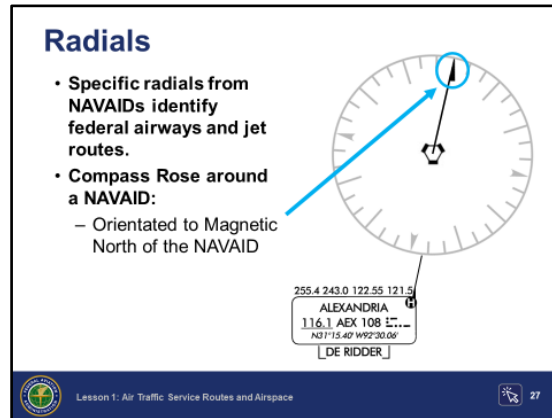 Radials
• Specific radials from
NAVAIDs identify
federal airways and jet
routes.
• Compass Rose around
a NAVAID:
– Orientated to Magnetic
North of the NAVAID
255.4 243.0 122.55 121.5
H
ALEXANDRIA
116.1 AEX 108
N31°15.40' W92°30.06'
DE RIDDER
Lesson 1: Air Traffic Service Routes and Airspace
27